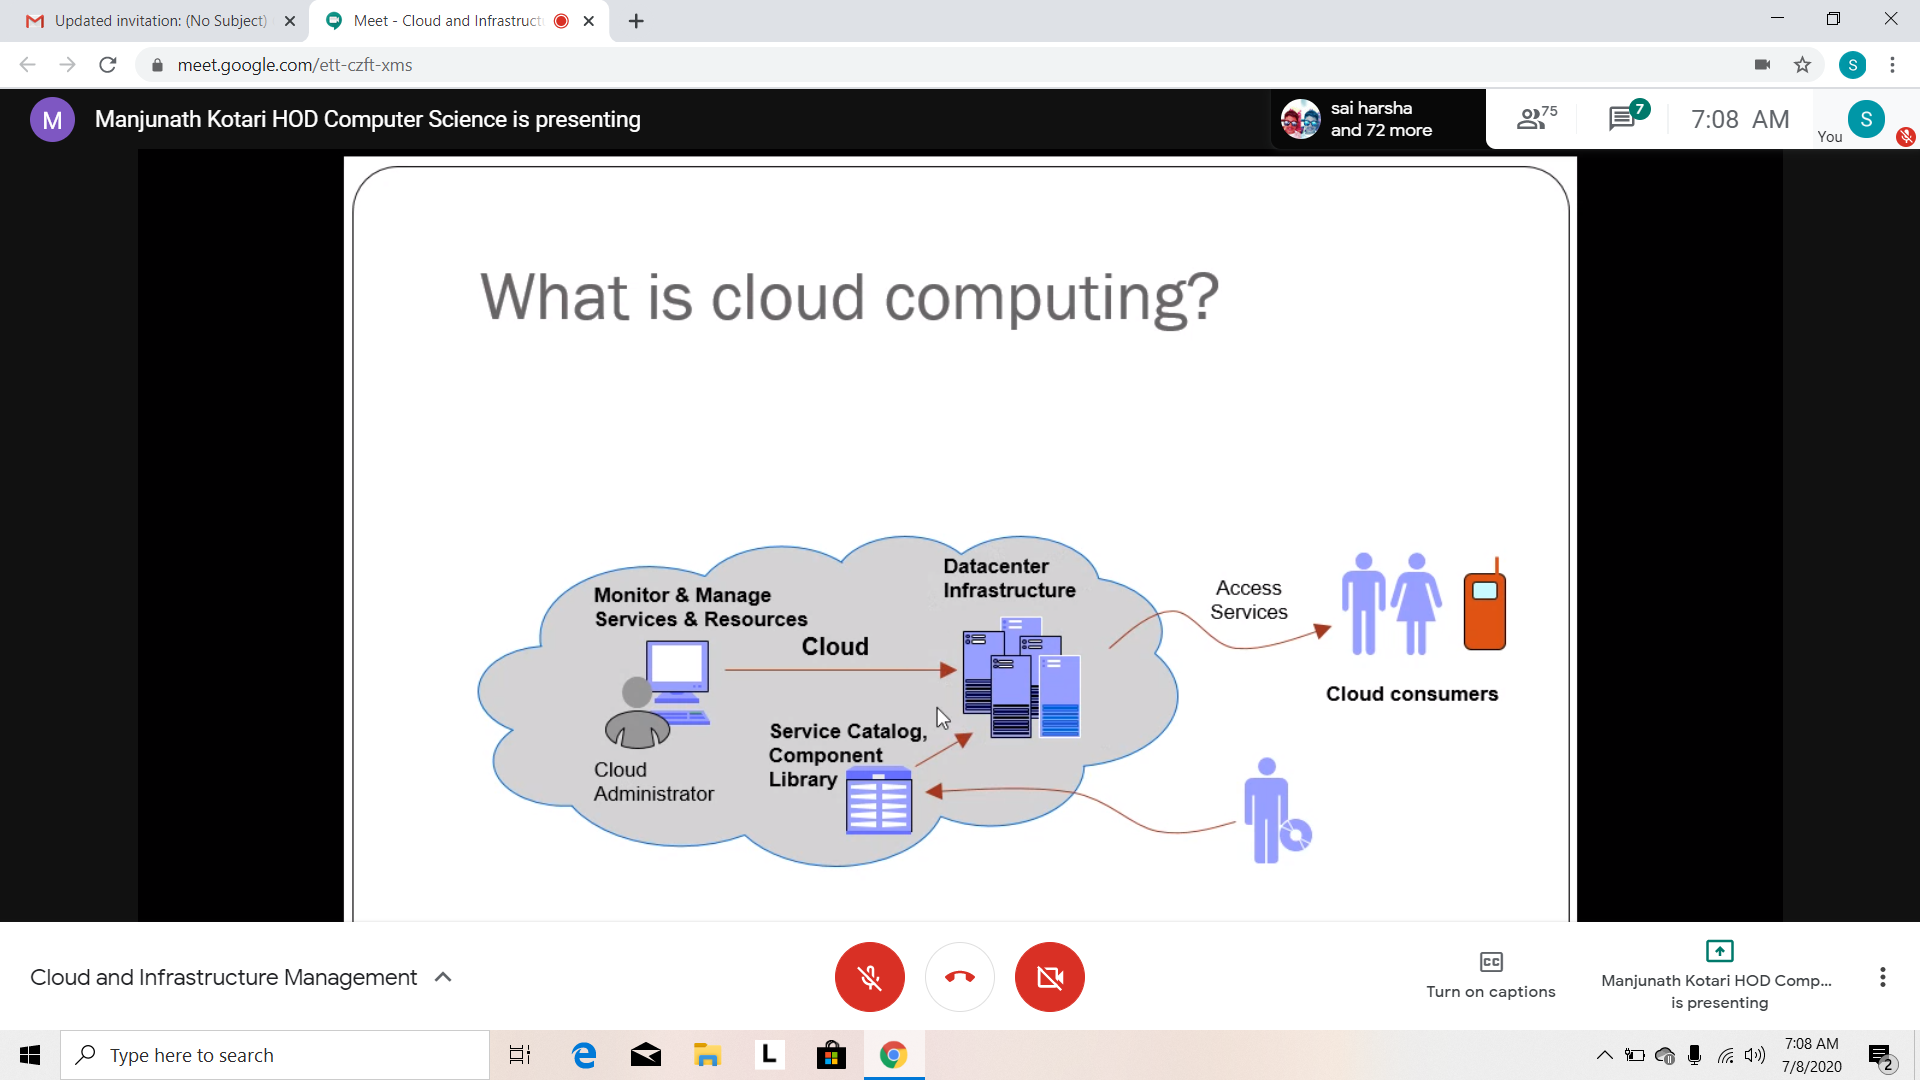 Updated invitation: (No Subject)
Meet - Cloud and Infrastruct
meet.google.com/ett-czft-xms
S
M
Manjunath Kotari HOD Computer Science is presenting
sai harsha
and 72 more
75
7
7:08 AM
You
S
What is cloud computing?
Datacenter
Infrastructure
Monitor & Manage
Services & Resources
Cloud
Access
Services
Cloud consumers
Service Catalog,
Component
Library
Cloud
Administrator
Cloud and Infrastructure Management
CC
Turn on captions
Manjunath Kotari HOD Comp...
is presenting
Type here to search
L
7:08 AM
7/8/2020
2